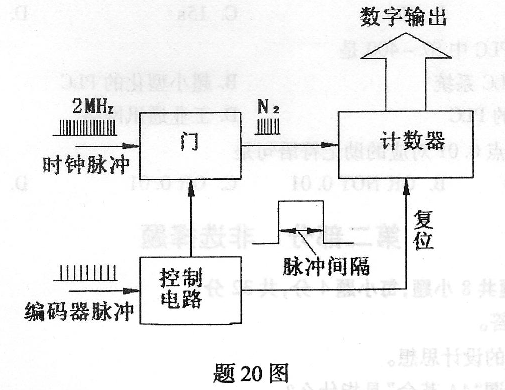 数字输出
2MHz
N₂
时钟脉冲
门
计数器
复位
脉冲间隔
控制
电路
编码器脉冲
题20图